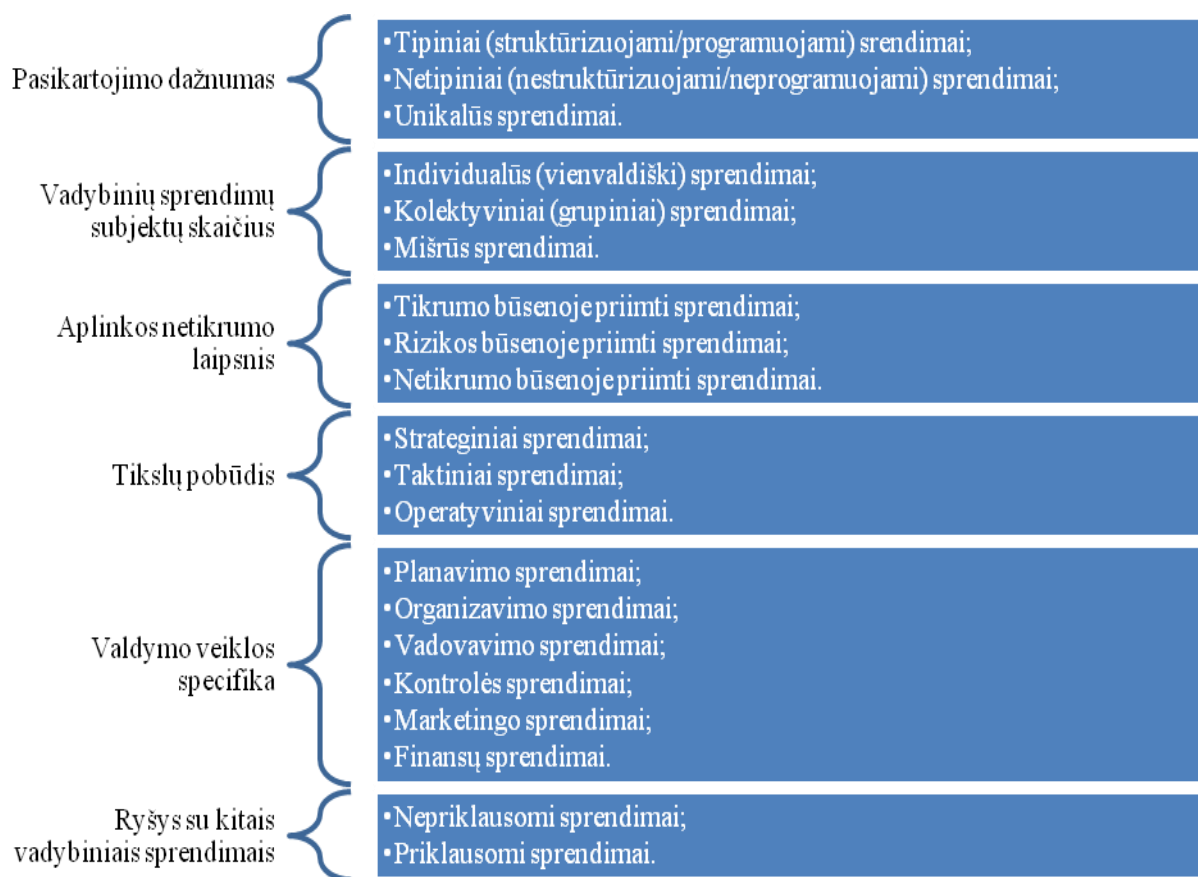 Pasikartojimo dažnumas
• Tipiniai (struktūrizuojami/programuojami) srendimai;
• Netipiniai (nestruktūrizuojami/neprogramuojami) sprendimai;
• Unikalūs sprendimai.
Vadybinių sprendimų
subjektų skaičius
• Individualūs (vienvaldiški) sprendimai;
• Kolektyviniai (grupiniai) sprendimai;
• Mišrūs sprendimai.
Aplinkos netikrumo
laipsnis
• Tikrumo būsenoje priimti sprendimai;
• Rizikos būsenoje priimti sprendimai;
• Netikrumo būsenoje priimti sprendimai.
Tikslų pobūdis
• Strateginiai sprendimai;
• Taktiniai sprendimai;
• Operatyviniai sprendimai.
Valdymo veiklos
specifika
• Planavimo sprendimai;
• Organizavimo sprendimai;
• Vadovavimo sprendimai;
• Kontrolės sprendimai;
• Marketingo sprendimai;
• Finansų sprendimai.
Ryšys su kitais
vadybiniais sprendimais
• Nepriklausomi sprendimai;
• Priklausomi sprendimai.